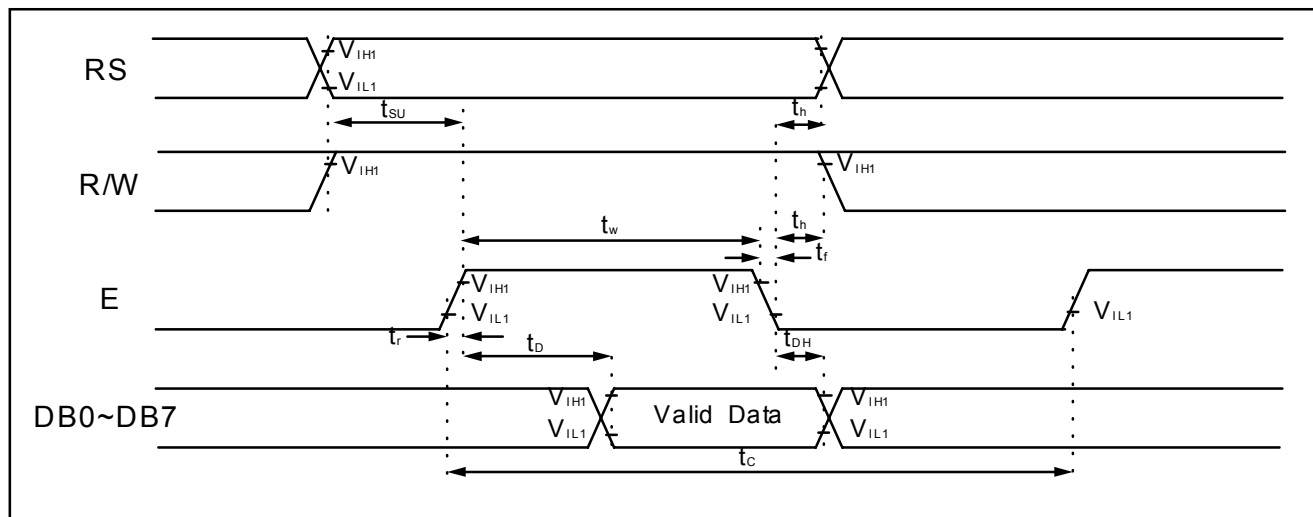 RS
VIH1
VIL1
tSU
th
R/W
VIH1
VIH1
tw
th
tf
E
VIH1
VIL1
VIH1
VIL1
VIL1
tr
tD
tDH
DB0~DB7
VIH1
VIL1
Valid Data
VIH1
VIL1
tC